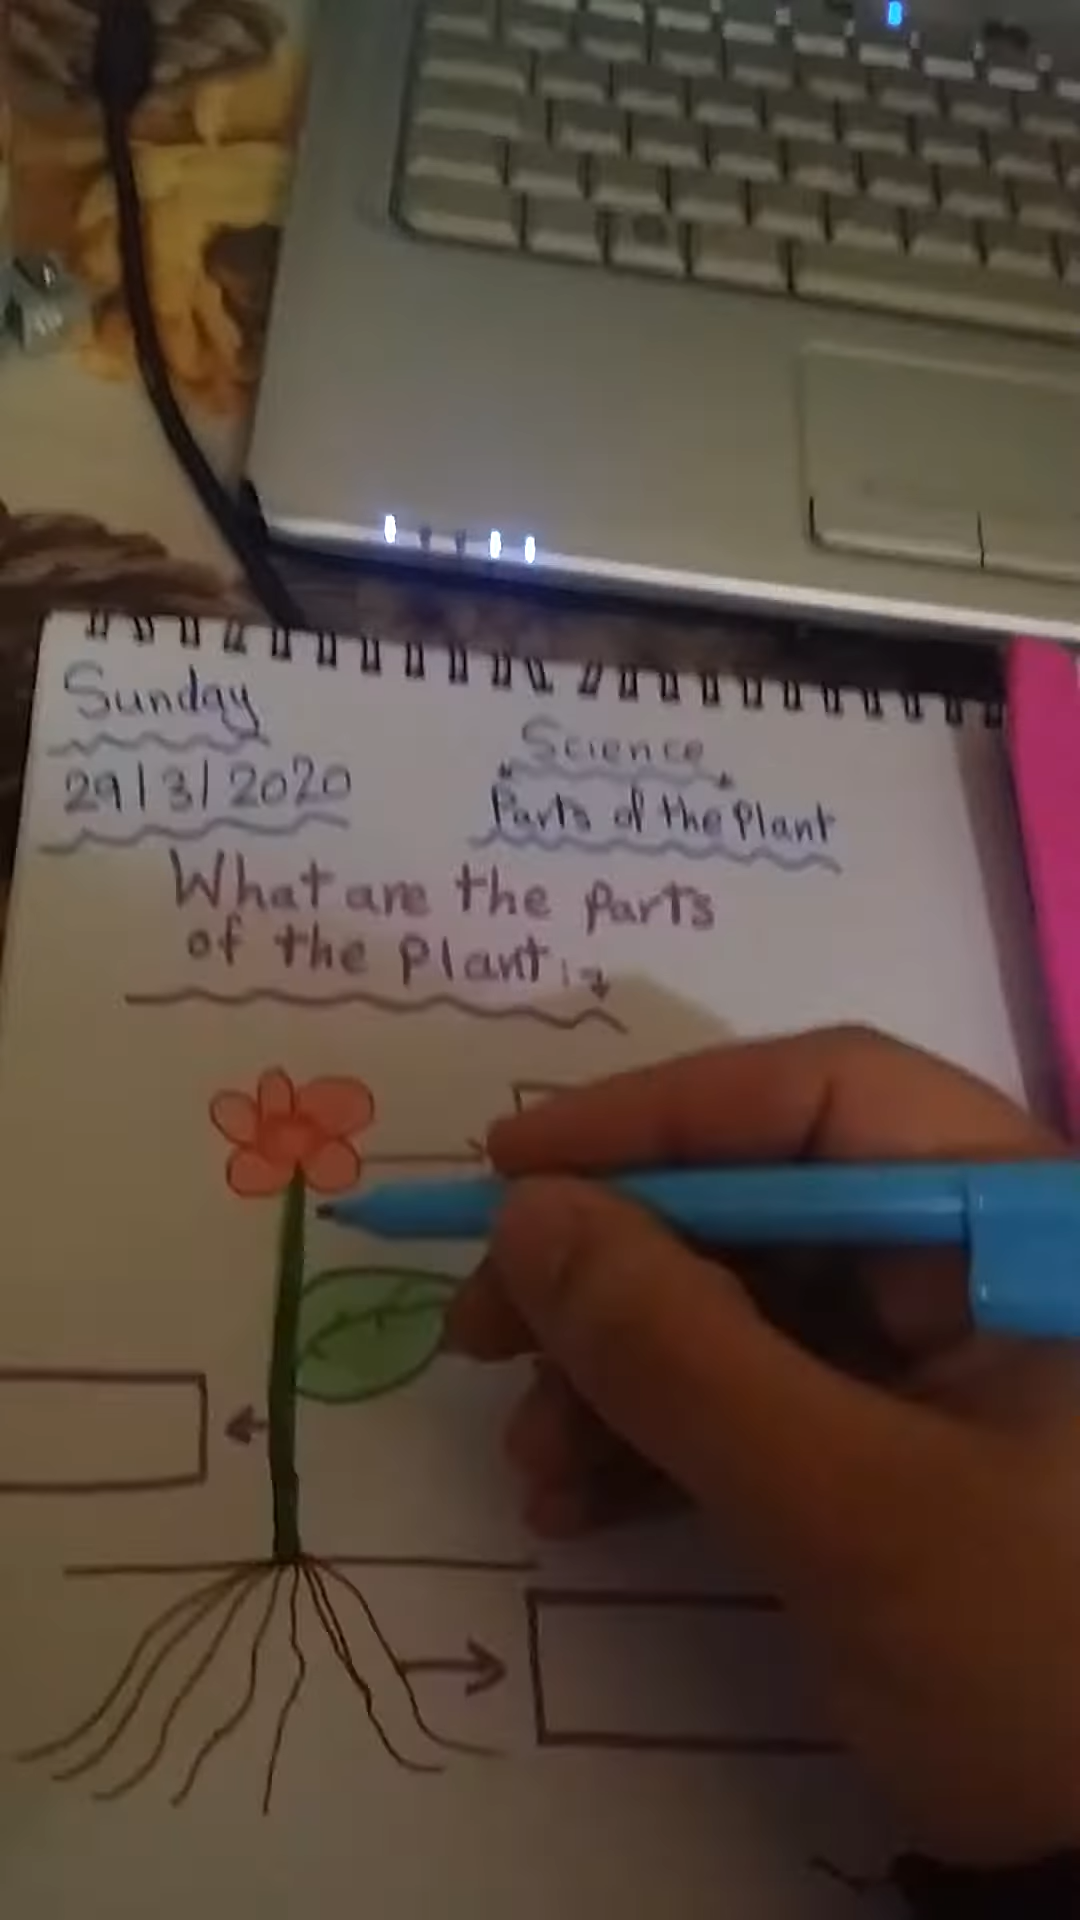 Sunday
29/3/2020
Science
Parts of the Plant
What are the Parts
of the Plant: